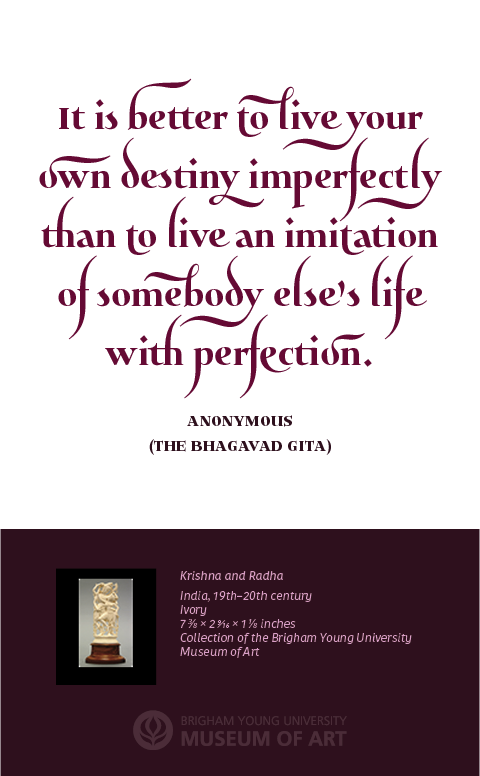 It is better to live your
own destiny imperfectly
than to live an imitation
of somebody else's life
with perfection.
ANONYMOUS
(THE BHAGAVAD GITA)
Krishna and Radha
India, 19th–20th century
Ivory
7 3/8 × 2 9/16 × 1 1/8 inches
Collection of the Brigham Young University
Museum of Art
BRIGHAM YOUNG UNIVERSITY
MUSEUM OF ART